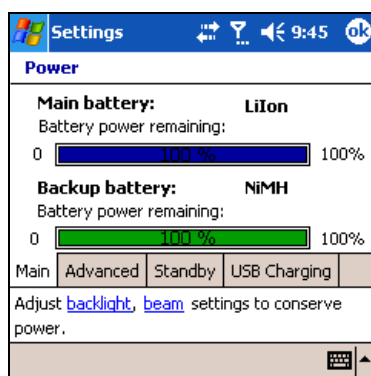 Settings 9:45 ok
Power
Main battery: LiIon
Battery power remaining:
0 100 % 100%
Backup battery: NiMH
Battery power remaining:
0 100 % 100%
Main Advanced Standby USB Charging
Adjust backlight, beam settings to conserve
power.